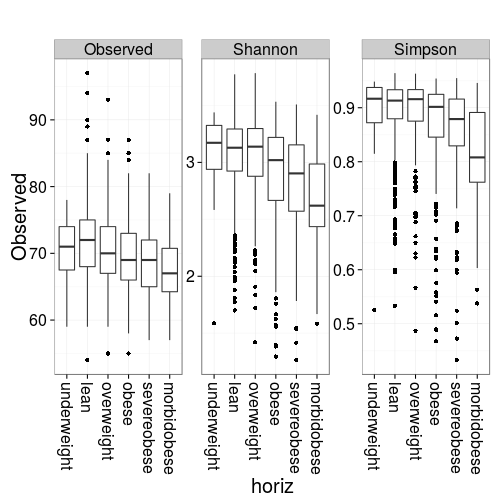 Observed Shannon Simpson
Observed
90
80
70
60
3
2
0.9
0.8
0.7
0.6
0.5
underweight
lean
overweight
obese
severeobese
morbidobese
underweight
lean
overweight
obese
severeobese
morbidobese
underweight
lean
overweight
obese
severeobese
morbidobese
horiz